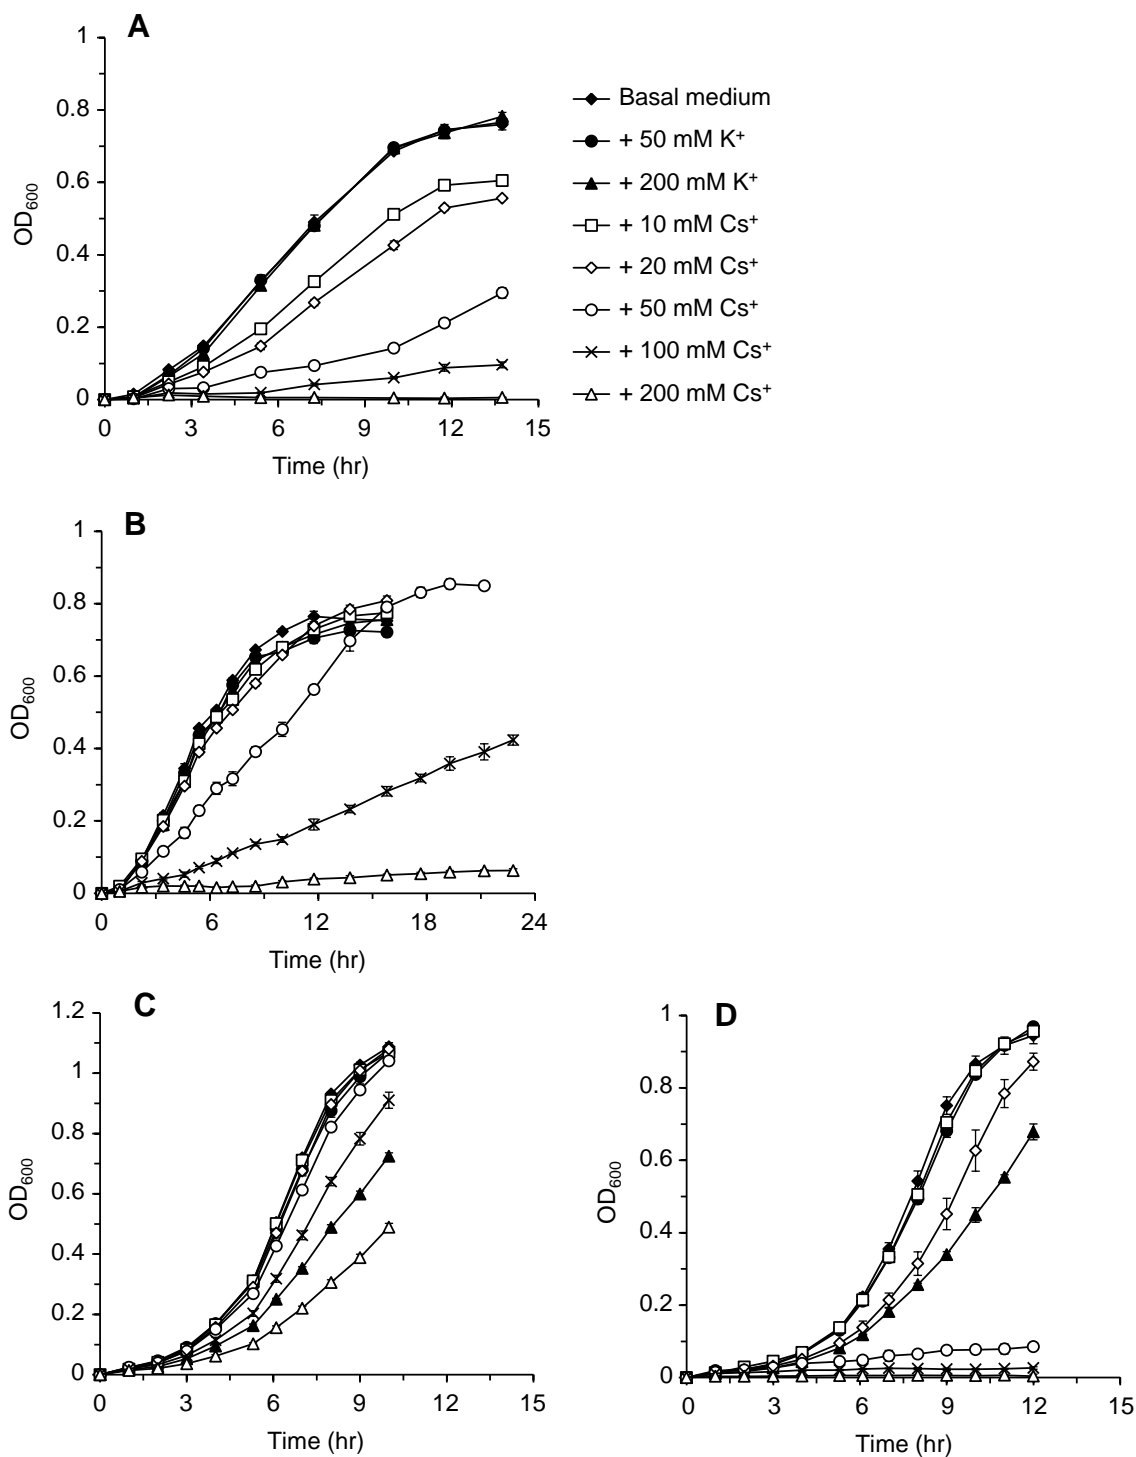 A
1
0.8
0.6
0.4
0.2
0
OD600
0 3 6 9 12 15
Time (hr)
Basal medium
+ 50 mM K+
+ 200 mM K+
+ 10 mM Cs+
+ 20 mM Cs+
+ 50 mM Cs+
+ 100 mM Cs+
+ 200 mM Cs+
B
1
0.8
0.6
0.4
0.2
0
OD600
0 6 12 18 24
Time (hr)
C
1.2
1
0.8
0.6
0.4
0.2
0
OD600
0 3 6 9 12 15
Time (hr)
D
1
0.8
0.6
0.4
0.2
0
OD600
0 3 6 9 12 15
Time (hr)